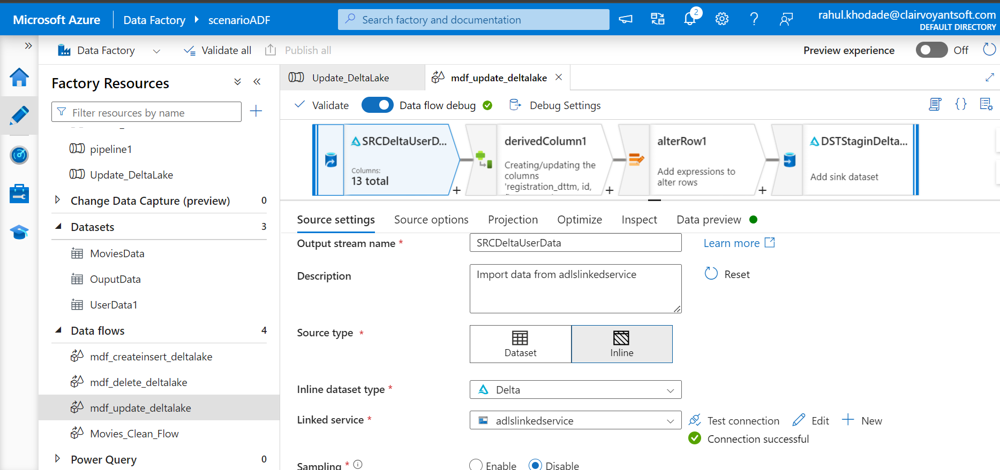 Microsoft Azure
Data Factory
scenarioADF
Search factory and documentation
2
rahul.khodade@clairvoyantsoft.com
DEFAULT DIRECTORY
Data Factory
Validate all
Publish all
Preview experience
Off
Factory Resources
Filter resources by name
pipeline1
Update_DeltaLake
Change Data Capture (preview) 0
Datasets 3
MoviesData
OuputData
UserData1
Data flows 4
mdf_createinsert_deltalake
mdf_delete_deltalake
mdf_update_deltalake
Movies_Clean_Flow
Power Query 0
Update_DeltaLake
mdf_update_deltalake
Validate
Data flow debug
Debug Settings
SRCDeltaUserD...
Columns:
13 total
+
derivedColumn1
Creating/updating the
columns
'registration_dttm, id,
+
alterRow1
Add expressions to
alter rows
+
DSTStaginDelta...
Add sink dataset
Source settings
Source options
Projection
Optimize
Inspect
Data preview
Output stream name *
SRCDeltaUserData
Learn more
Description
Import data from adlslinkedservice
Reset
Source type *
Dataset
Inline
Inline dataset type *
Delta
Linked service *
adlslinkedservice
Test connection
Edit
New
Connection successful
Sampling *
Enable
Disable